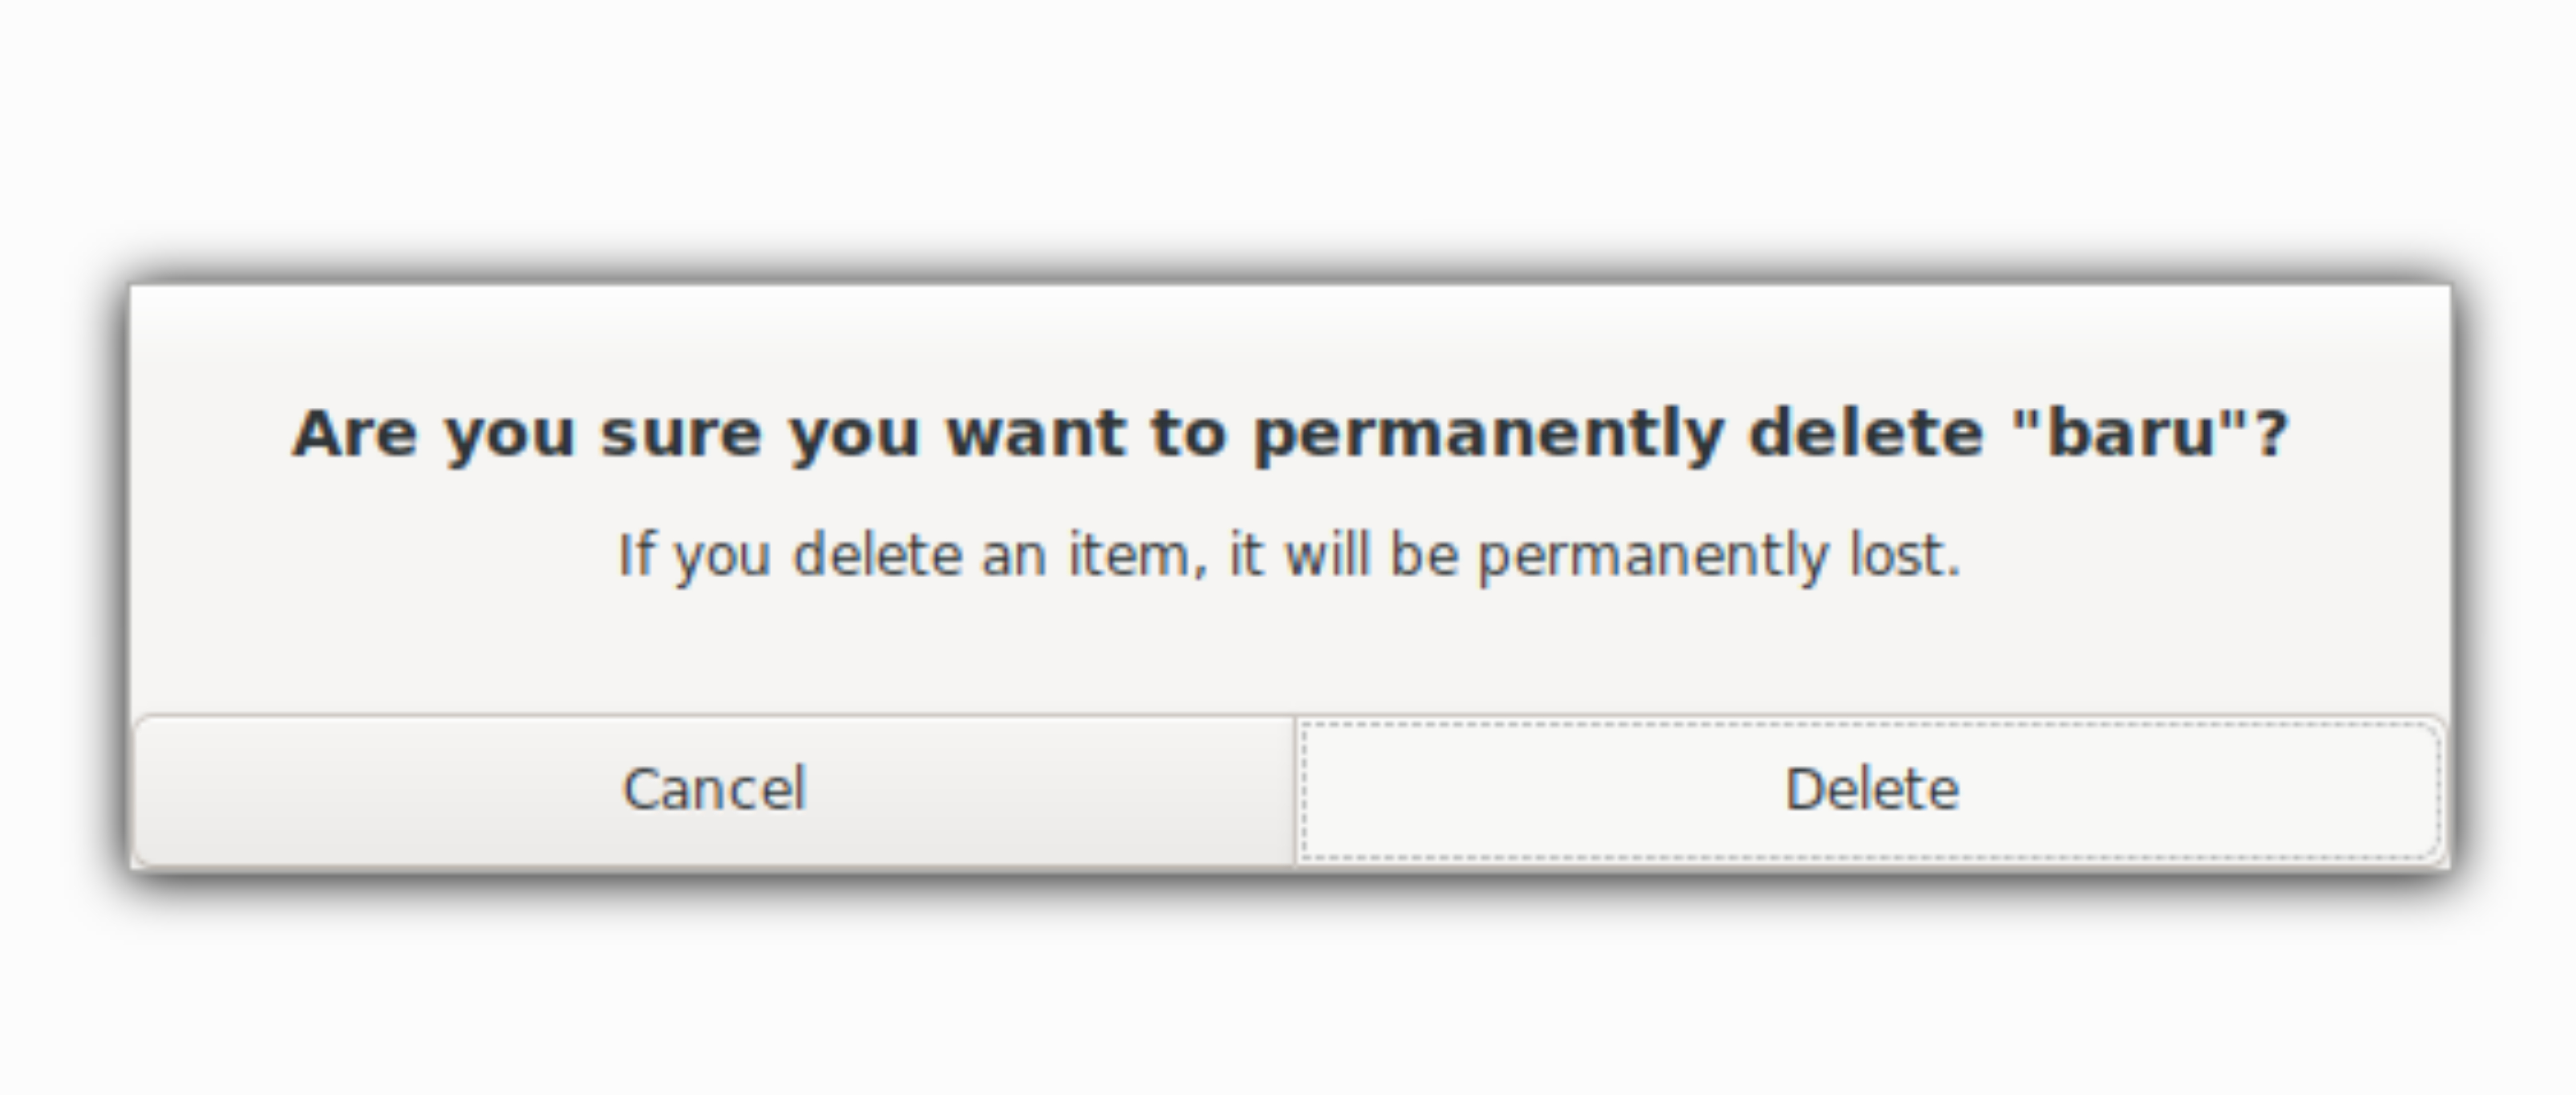 Are you sure you want to permanently delete "baru"?
If you delete an item, it will be permanently lost.
Cancel
Delete